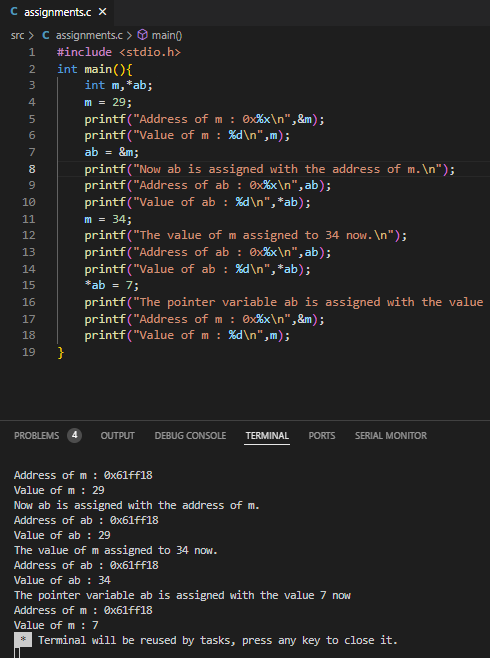 C assignments.c ×
src > C assignments.c > main()
1 #include <stdio.h>
2 int main(){
3 int m,*ab;
4 m = 29;
5 printf("Address of m : 0x%x\n",&m);
6 printf("Value of m : %d\n",m);
7 ab = &m;
8 printf("Now ab is assigned with the address of m.\n");
9 printf("Address of ab : 0x%x\n",ab);
10 printf("Value of ab : %d\n",*ab);
11 m = 34;
12 printf("The value of m assigned to 34 now.\n");
13 printf("Address of ab : 0x%x\n",ab);
14 printf("Value of ab : %d\n",*ab);
15 *ab = 7;
16 printf("The pointer variable ab is assigned with the value
17 printf("Address of m : 0x%x\n",&m);
18 printf("Value of m : %d\n",m);
19 }
PROBLEMS 4 OUTPUT DEBUG CONSOLE TERMINAL PORTS SERIAL MONITOR
Address of m : 0x61ff18
Value of m : 29
Now ab is assigned with the address of m.
Address of ab : 0x61ff18
Value of ab : 29
The value of m assigned to 34 now.
Address of ab : 0x61ff18
Value of ab : 34
The pointer variable ab is assigned with the value 7 now
Address of m : 0x61ff18
Value of m : 7
* Terminal will be reused by tasks, press any key to close it.